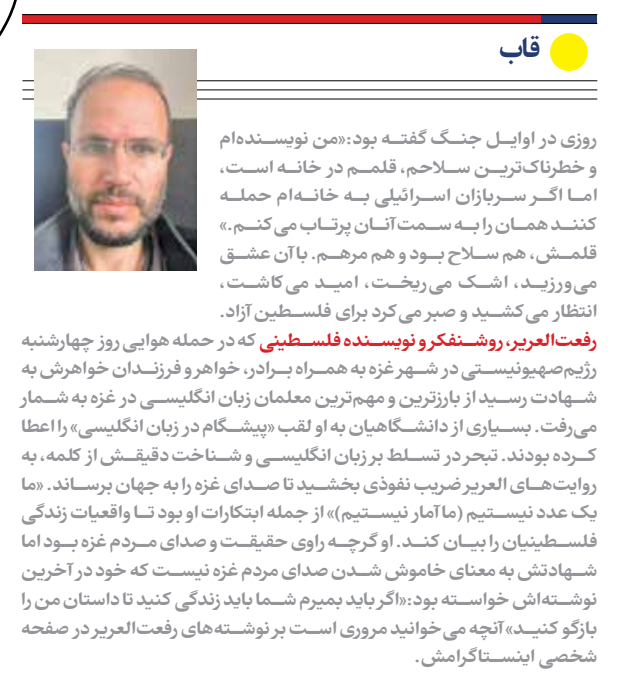 قاب
روزی در اوایل جنگ گفته بود:«من نویسنده‌ام
و خطرناک‌ترین سلاحم، قلمم در خانه است،
اما اگر سربازان اسرائیلی به خانه‌ام حمله
کنند همان را به سمت آنان پرتاب می‌کنم.»
قلمش، هم سلاح بود و هم مرهم. با آن عشق
می‌ورزید، اشک می‌ریخت، امید می‌کاشت،
انتظار می‌کشید و صبر می‌کرد برای فلسطین آزاد.
رفعت‌العریر، روشنفکر و نویسنده فلسطینی که در حمله هوایی روز چهارشنبه
رژیم‌صهیونیستی در شهر غزه به همراه برادر، خواهر و فرزندان خواهرش به
شهادت رسید از بارزترین و مهم‌ترین معلمان زبان انگلیسی در غزه به شمار
می‌رفت. بسیاری از دانشگاهیان به او لقب «پیشگام در زبان انگلیسی» را اعطا
کرده بودند. تبحر در تسلط بر زبان انگلیسی و شناخت دقیقش از کلمه، به
روایت‌های العریر ضریب نفوذی بخشید تا صدای غزه را به جهان برساند. «ما
یک عدد نیستیم (ما آمار نیستیم)» از جمله ابتکارات او بود تا واقعیات زندگی
فلسطینیان را بیان کند. او گرچه راوی حقیقت و صدای مردم غزه بود اما
شهادتش به معنای خاموش شدن صدای مردم غزه نیست که خود در آخرین
نوشته‌اش خواسته بود:«اگر باید بمیرم شما باید زندگی کنید تا داستان من را
بازگو کنید» آنچه می‌خوانید مروری است بر نوشته‌های رفعت‌العریر در صفحه
شخصی اینستاگرامش.